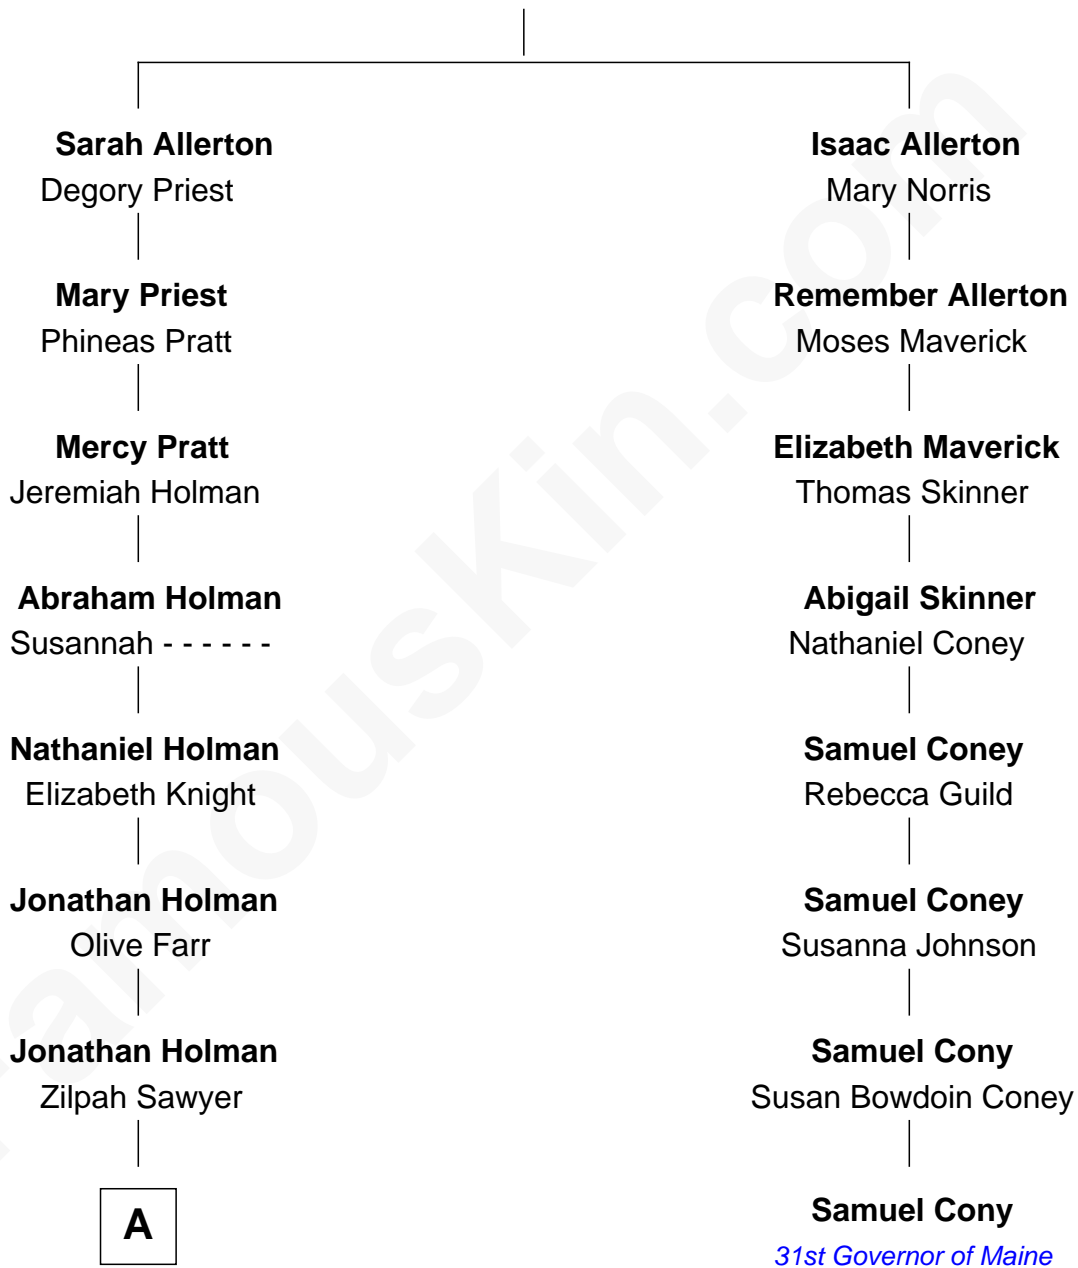 Sarah Allerton
Degory Priest
Mary Priest
Phineas Pratt
Mercy Pratt
Jeremiah Holman
Abraham Holman
Susannah - - - - - -
Nathaniel Holman
Elizabeth Knight
Jonathan Holman
Olive Farr
Jonathan Holman
Zilpah Sawyer
A
Isaac Allerton
Mary Norris
Remember Allerton
Moses Maverick
Elizabeth Maverick
Thomas Skinner
Abigail Skinner
Nathaniel Coney
Samuel Coney
Rebecca Guild
Samuel Coney
Susanna Johnson
Samuel Cony
Susan Bowdoin Coney
Samuel Cony
31st Governor of Maine
FamousKin.com